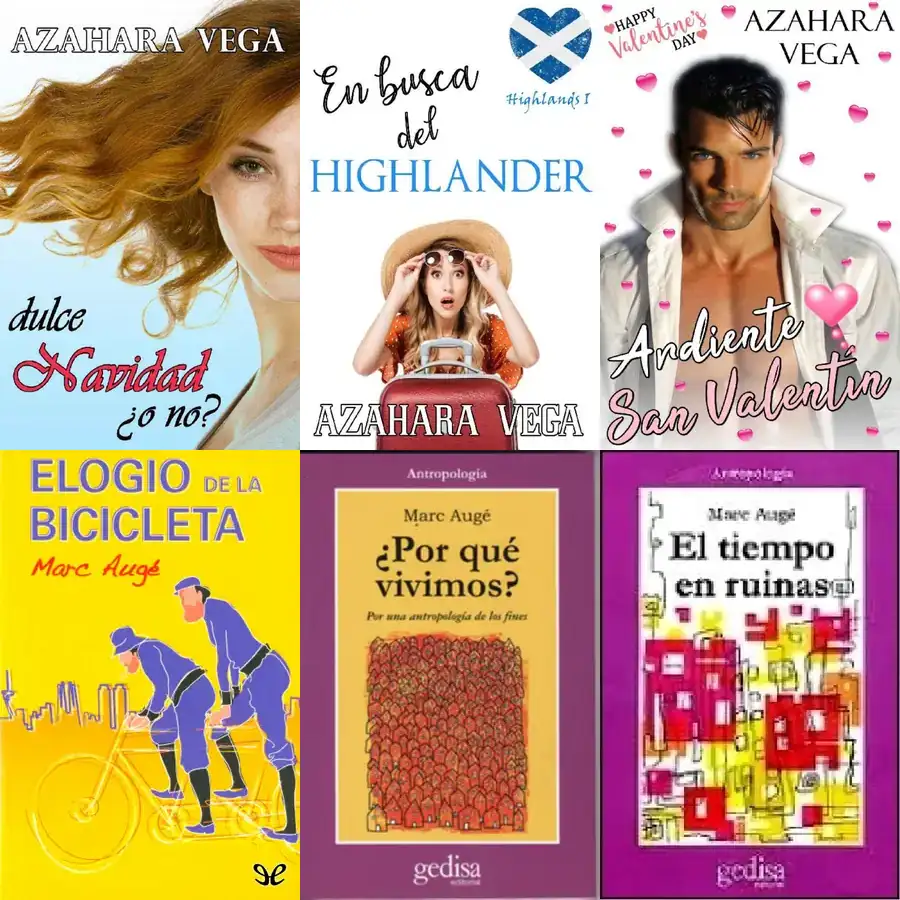 AZAHARA VEGA
dulce
Navidad
¿o no?
En busca
del
HIGHLANDER
Highlands I
AZAHARA VEGA
HAPPY
Valentine's
DAY
AZAHARA
VEGA
Ardiente
San Valentín
ELOGIO DE LA
BICICLETA
Marc Augé
Antropología
Marc Augé
¿Por qué
vivimos?
Por una antropología de los fines
gedisa
editorial
Antropología
Marc Augé
El tiempo
en ruinas
gedisa
editorial